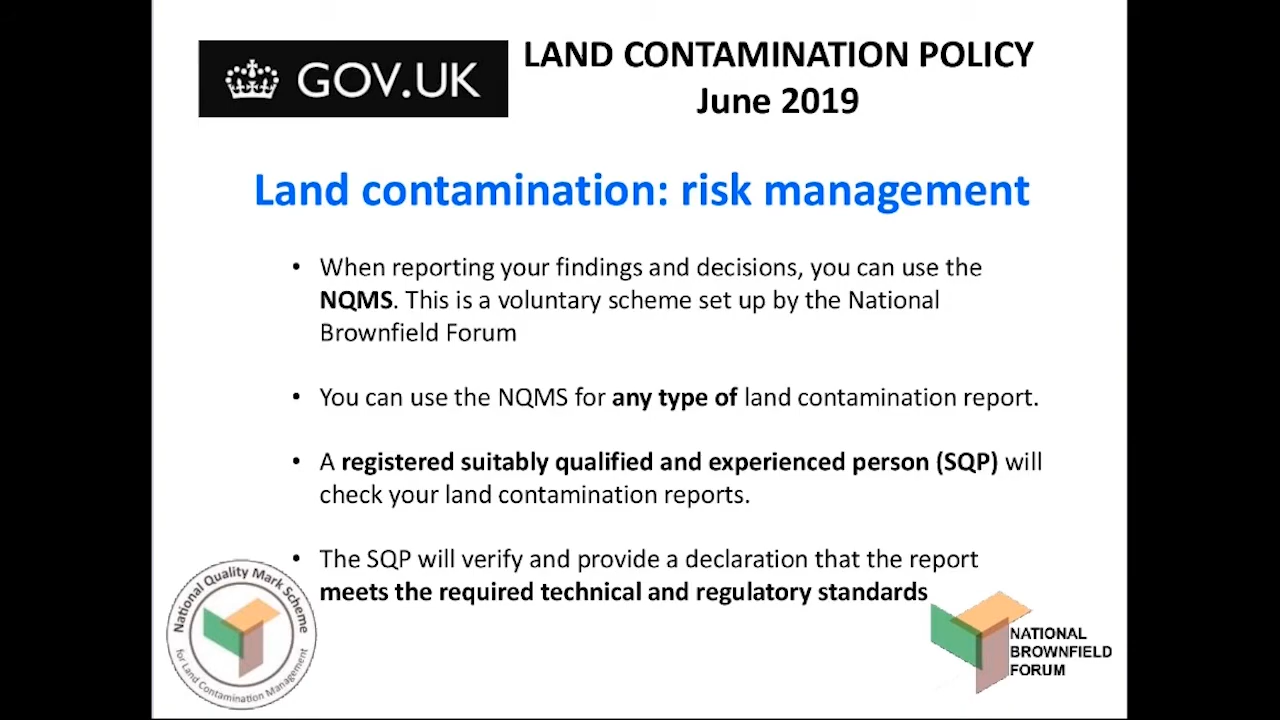 GOV.UK
LAND CONTAMINATION POLICY
June 2019
Land contamination: risk management
• When reporting your findings and decisions, you can use the
NQMS. This is a voluntary scheme set up by the National
Brownfield Forum
• You can use the NQMS for any type of land contamination report.
• A registered suitably qualified and experienced person (SQP) will
check your land contamination reports.
• The SQP will verify and provide a declaration that the report
meets the required technical and regulatory standards
National Quality Mark Scheme
for Land Contamination Management
NATIONAL
BROWNFIELD
FORUM